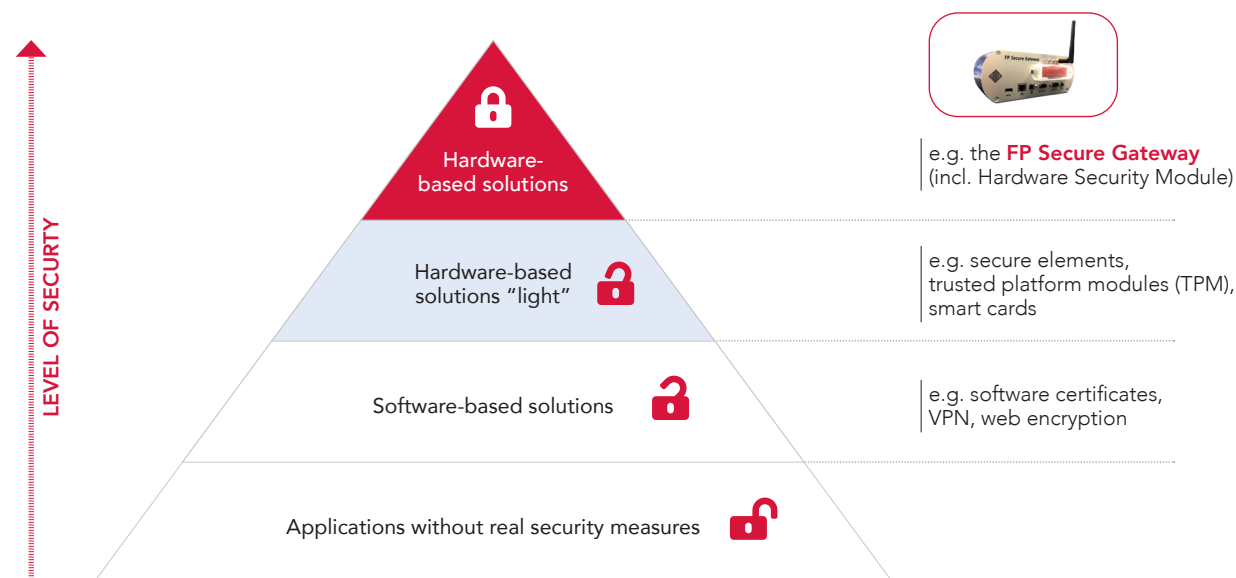 FP Secure Gateway
Hardware-
based solutions
e.g. the FP Secure Gateway
(incl. Hardware Security Module)
Hardware-based
solutions “light”
e.g. secure elements,
trusted platform modules (TPM),
smart cards
LEVEL OF SECURTY
Software-based solutions
e.g. software certificates,
VPN, web encryption
Applications without real security measures